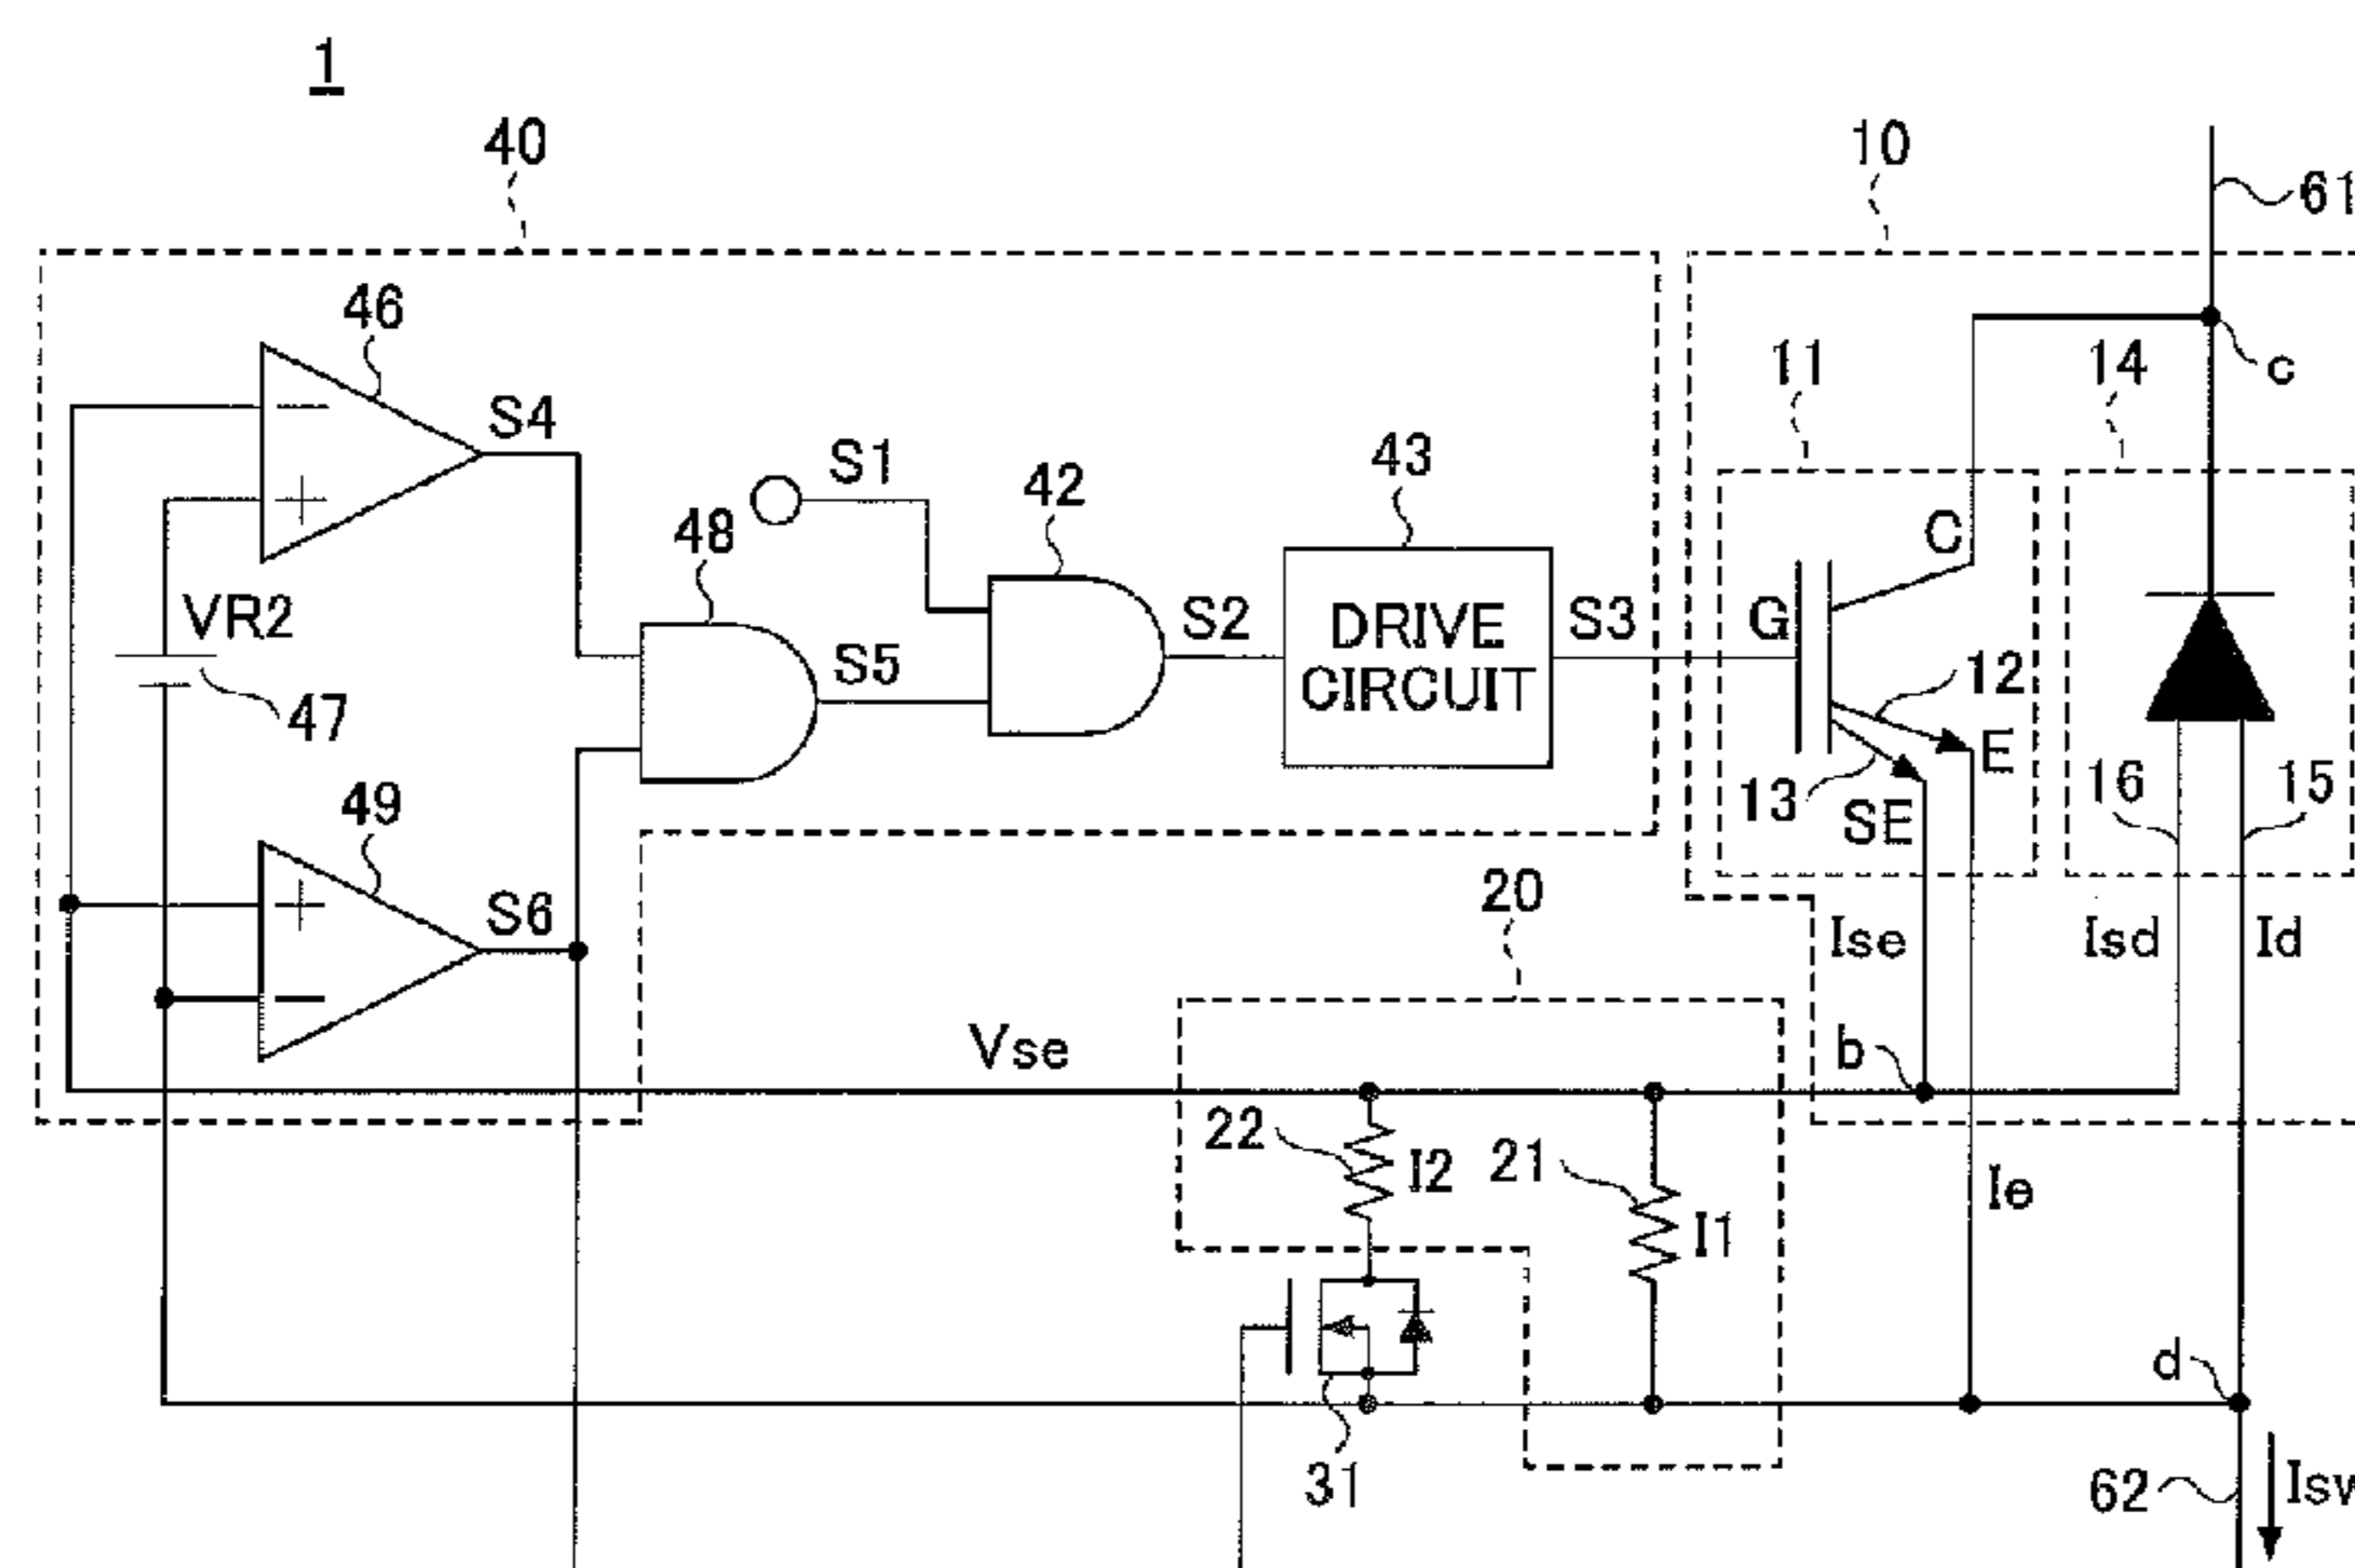 1
40
10
61
46
c
11
14
S4
S1
43
42
48
C
VR2
S5
S2
DRIVE
CIRCUIT
S3
G
12
47
E
49
13
SE
16
15
20
S6
Ise
Isd
Id
Vse
b
22
I2
21
I1
Ie
d
31
62
Isw
+
−
+
−